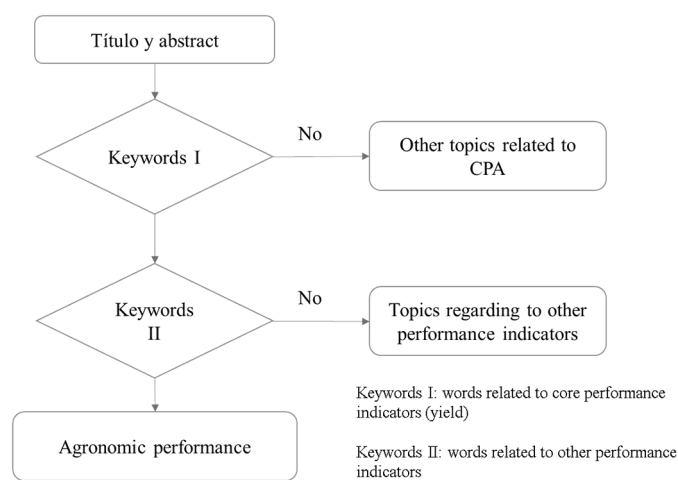 Título y abstract
Keywords I
No
Other topics related to
CPA
Keywords
II
No
Topics regarding to other
performance indicators
Agronomic performance
Keywords I: words related to core performance
indicators (yield)
Keywords II: words related to other performance
indicators